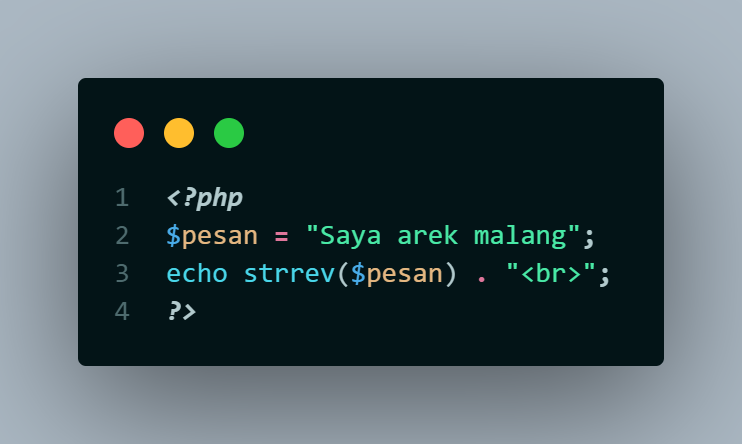 1 <?php
2 $pesan = "Saya arek malang";
3 echo strrev($pesan) . "<br>";
4 ?>